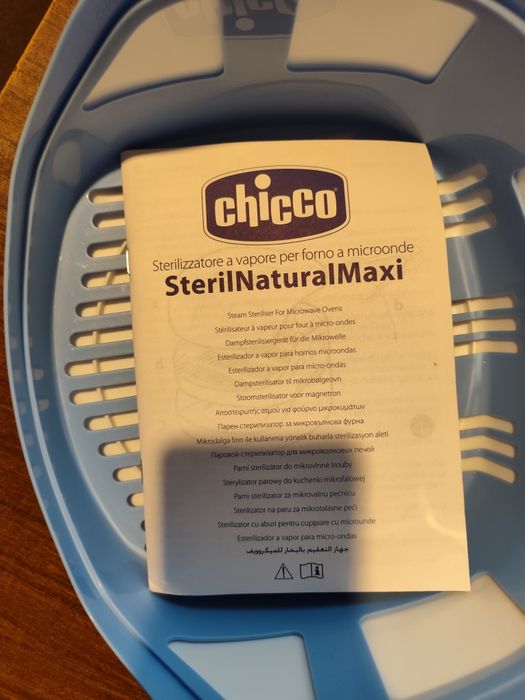 chicco
chicco
Sterilizzatore a vapore per forno a microonde
SterilNaturalMaxi
Steam Steriliser For Microwave Ovens
Stérilisateur à vapeur pour four à micro-ondes
Dampfsterilisiergerät für die Mikrowelle
Esterilizador a vapor para hornos microondas
Esterilizador a vapor para micro-ondas
Dampsterilisator til mikrobølgeovn
Stoomsterilisator voor magnetron
Αποστειρωτής ατμού για φούρνο μικροκυμάτων
Парен стерилизатор за микровълнова фурна
Mikrodalga fırın ile kullanıma yönelik buharla sterilizasyon aleti
Паровой стерилизатор для микроволновых печей
Parní sterilizátor do mikrovlnné trouby
Sterylizator parowy do kuchenki mikrofalowej
Parní sterilizator za mikrovalnu pećnicu
Sterilizator na paru za mikrotalasne peći
Sterilizator cu aburi pentru cuptoare cu microunde
Esterilizador a vapor para micro-ondas
جهاز التعقيم بالبخار للميكروويف